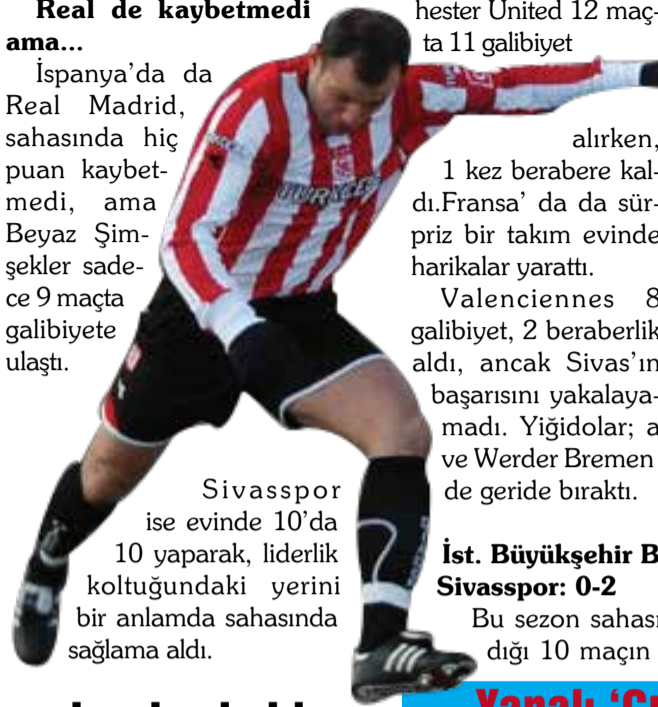 Real de kaybetmedi
ama...
İspanya'da da
Real Madrid,
sahasında hiç
puan kaybet-
medi, ama
Beyaz Şim-
şekler sade-
ce 9 maçta
galibiyete
ulaştı.
Sivasspor
ise evinde 10'da
10 yaparak, liderlik
koltuğundaki yerini
bir anlamda sahasında
sağlama aldı.
hester United 12 maç-
ta 11 galibiyet
alırken,
1 kez berabere kal-
dı.Fransa' da da sür-
priz bir takım evinde
harikalar yarattı.
Valenciennes 8
galibiyet, 2 beraberlik
aldı, ancak Sivas'ın
başarısını yakalaya-
madı. Yiğidolar; a
ve Werder Bremen
de geride bıraktı.
İst. Büyükşehir B
Sivasspor: 0-2
Bu sezon sahası
dığı 10 maçın
TURKCELL